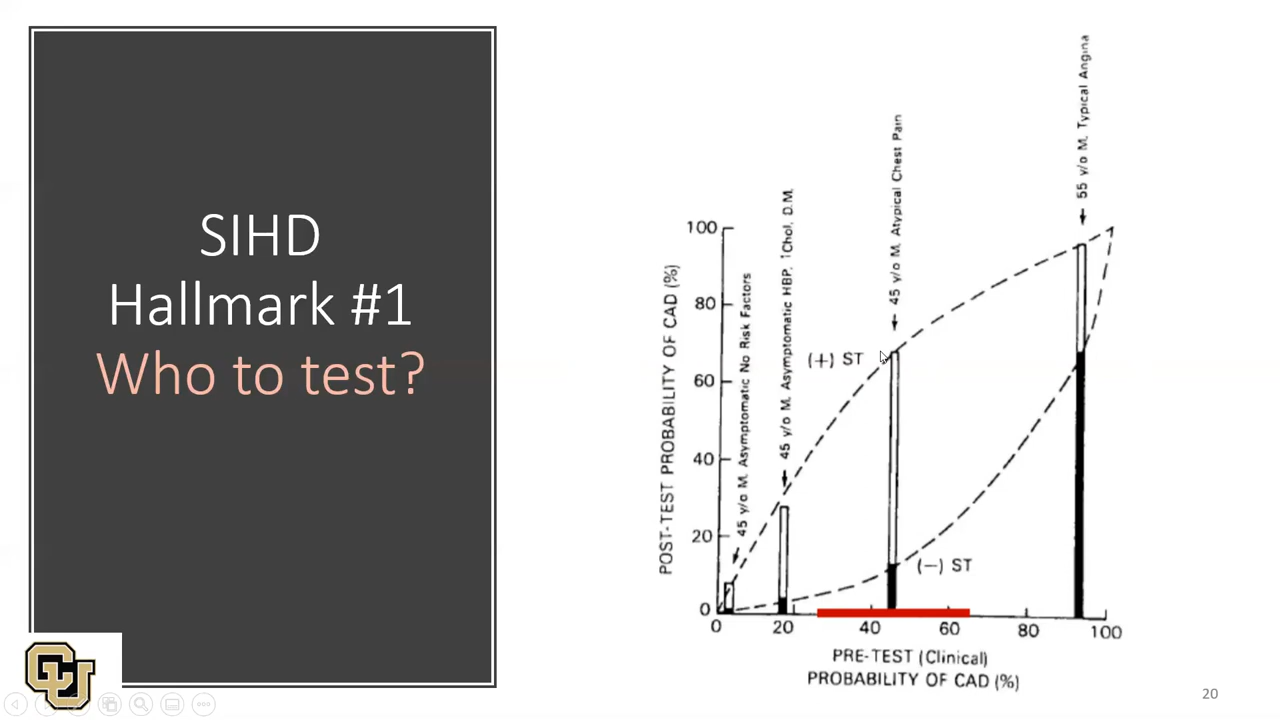 SIHD
Hallmark #1
Who to test?
CU
POST-TEST PROBABILITY OF CAD (%)
100
80
60
40
20
0
45 y/o M. Asymptomatic No Risk Factors
45 y/o M. Asymptomatic HBP, 1Chol, D.M.
45 y/o M. Atypical Chest Pain
55 y/o M. Typical Angina
(+) ST
(−) ST
0 20 40 60 80 100
PRE-TEST (Clinical)
PROBABILITY OF CAD (%)
20